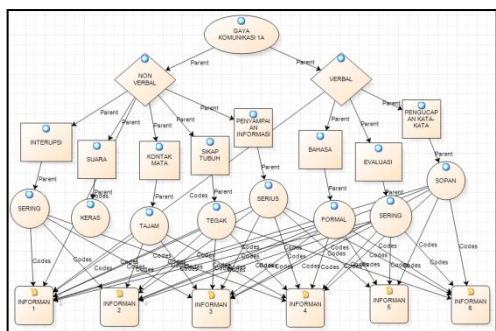 GAYA
KOMUNIKASI 1A
Parent
Parent
NON
VERBAL
VERBAL
Parent
Parent
Parent
Parent
Parent
Parent
Parent
Parent
INTERUPSI
SUARA
KONTAK
MATA
SIKAP
TUBUH
PENYAMPAI
AN
INFORMASI
BAHASA
EVALUASI
PENGUCAP
AN KATA-
KATA
Parent
Parent
Parent
Parent
Parent
Parent
Parent
Parent
SERING
KERAS
TAJAM
TEGAK
SERIUS
FORMAL
SERING
SOPAN
Codes
Codes
Codes
Codes
Codes
Codes
Codes
Codes
Codes
Codes
INFORMAN
1
INFORMAN
2
INFORMAN
3
INFORMAN
4
INFORMAN
5
INFORMAN
6